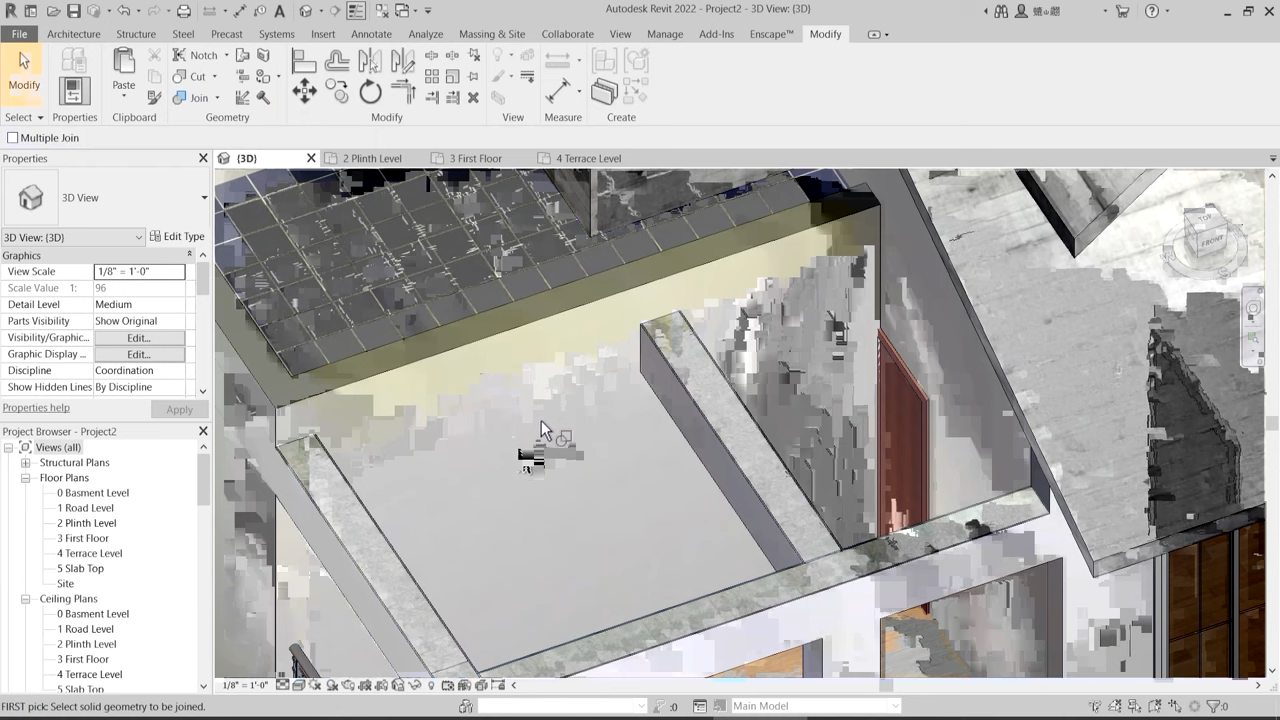 Autodesk Revit 2022 - Project2 - 3D View: {3D}
File Architecture Structure Steel Precast Systems Insert Annotate Analyze Massing & Site Collaborate View Manage Add-Ins Enscape™ Modify
Modify
Notch
Cut
Join
Paste
Select Properties Clipboard Geometry Modify View Measure Create
Multiple Join
Properties
{3D} 2 Plinth Level 3 First Floor 4 Terrace Level
3D View
3D View: {3D} Edit Type
Graphics
View Scale 1/8" = 1'-0"
Scale Value 1: 96
Detail Level Medium
Parts Visibility Show Original
Visibility/Graphic... Edit...
Graphic Display ... Edit...
Discipline Coordination
Show Hidden Lines By Discipline
Properties help Apply
Project Browser - Project2
Views (all)
Structural Plans
Floor Plans
0 Basment Level
1 Road Level
2 Plinth Level
3 First Floor
4 Terrace Level
5 Slab Top
Site
Ceiling Plans
0 Basment Level
1 Road Level
2 Plinth Level
3 First Floor
4 Terrace Level
5 Slab Top
TOP
FRONT
1/8" = 1'-0"
FIRST pick: Select solid geometry to be joined. :0 Main Model :0